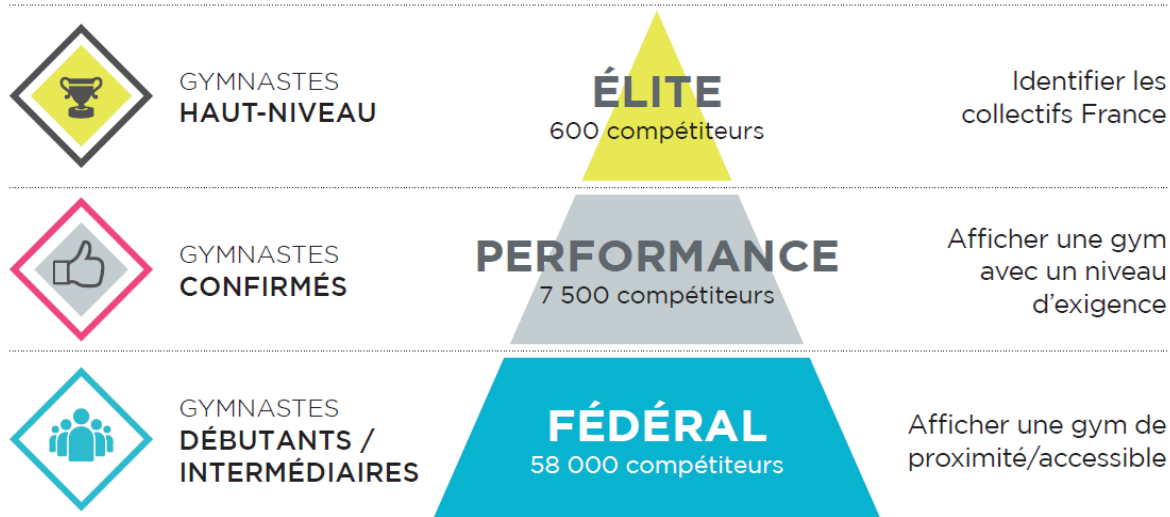 GYMNASTES
HAUT-NIVEAU
ÉLITE
600 compétiteurs
Identifier les
collectifs France
GYMNASTES
CONFIRMÉS
PERFORMANCE
7 500 compétiteurs
Afficher une gym
avec un niveau
d’exigence
GYMNASTES
DÉBUTANTS /
INTERMÉDIAIRES
FÉDÉRAL
58 000 compétiteurs
Afficher une gym de
proximité/accessible